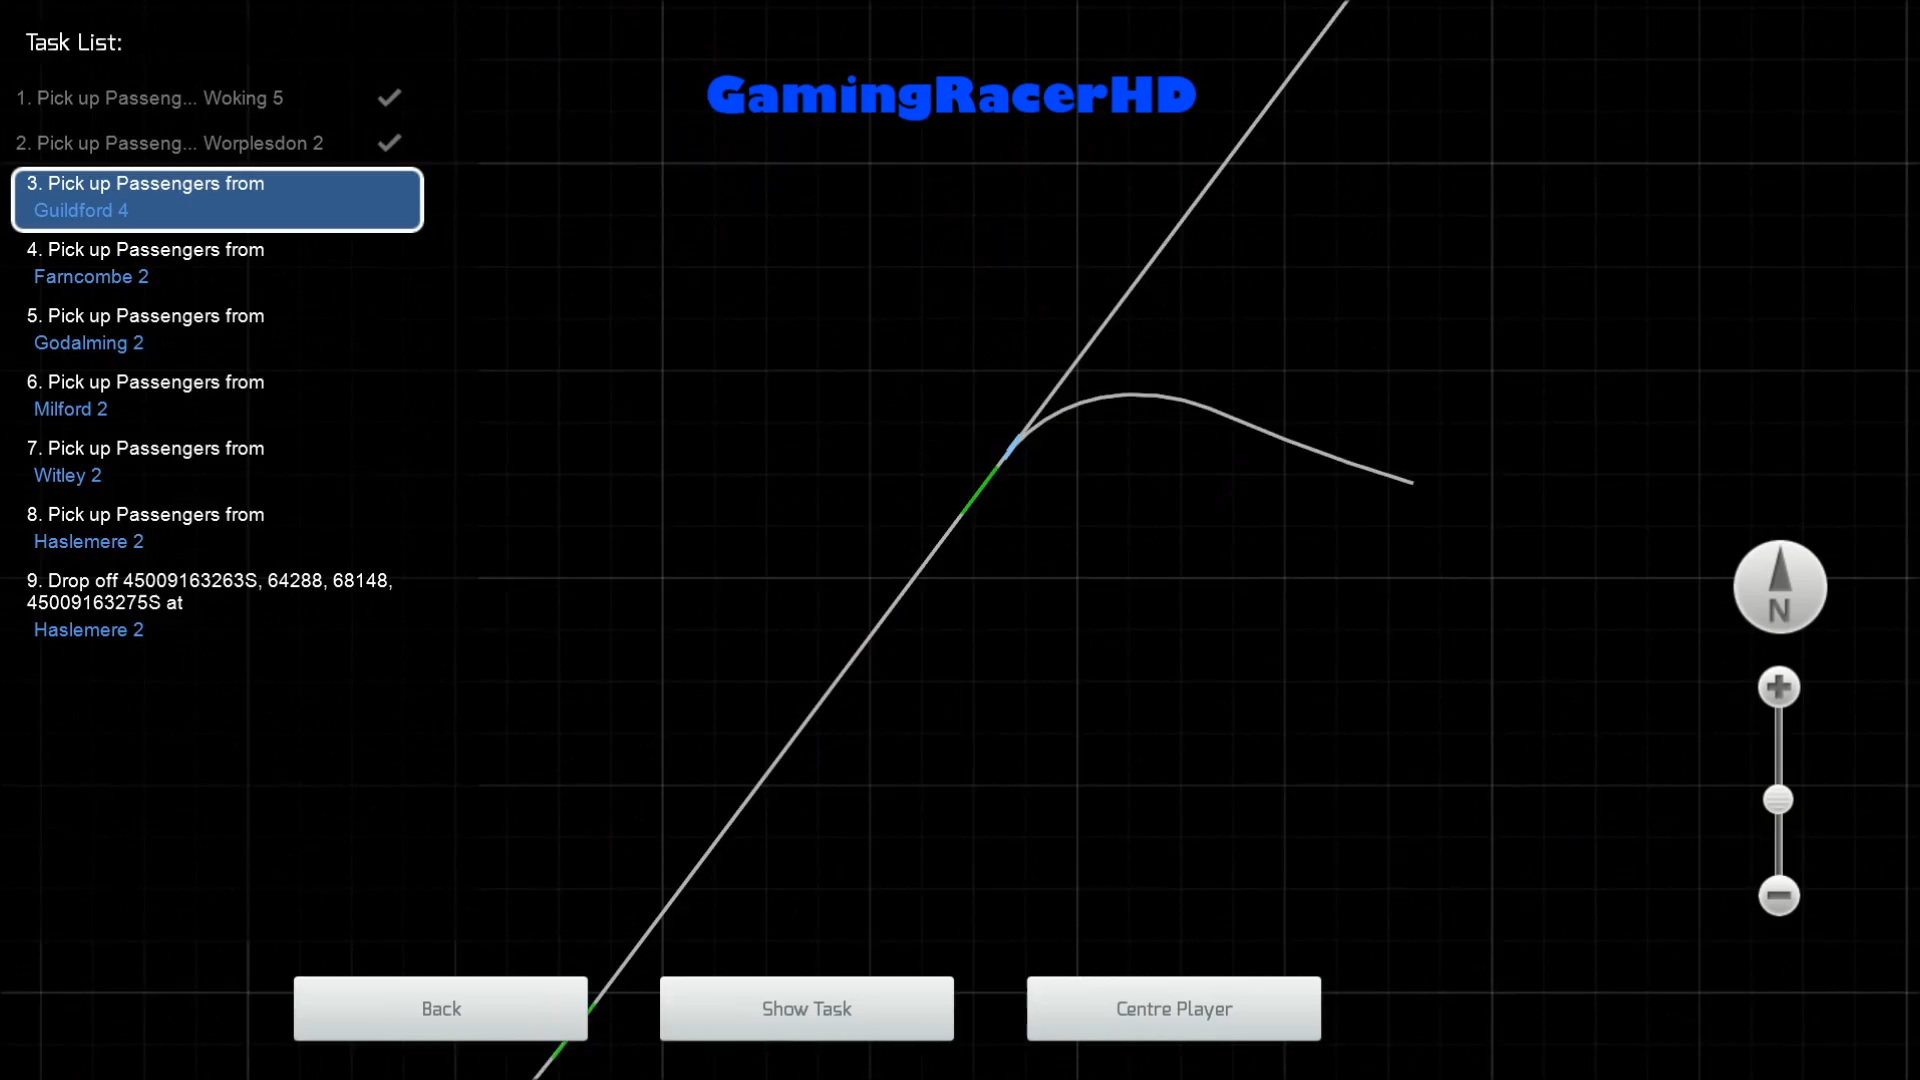 Task List:
GamingRacerHD
1. Pick up Passeng... Woking 5
2. Pick up Passeng... Worplesdon 2
3. Pick up Passengers from
Guildford 4
4. Pick up Passengers from
Farncombe 2
5. Pick up Passengers from
Godalming 2
6. Pick up Passengers from
Milford 2
7. Pick up Passengers from
Witley 2
8. Pick up Passengers from
Haslemere 2
9. Drop off 45009163263S, 64288, 68148,
45009163275S at
Haslemere 2
N
Back
Show Task
Centre Player